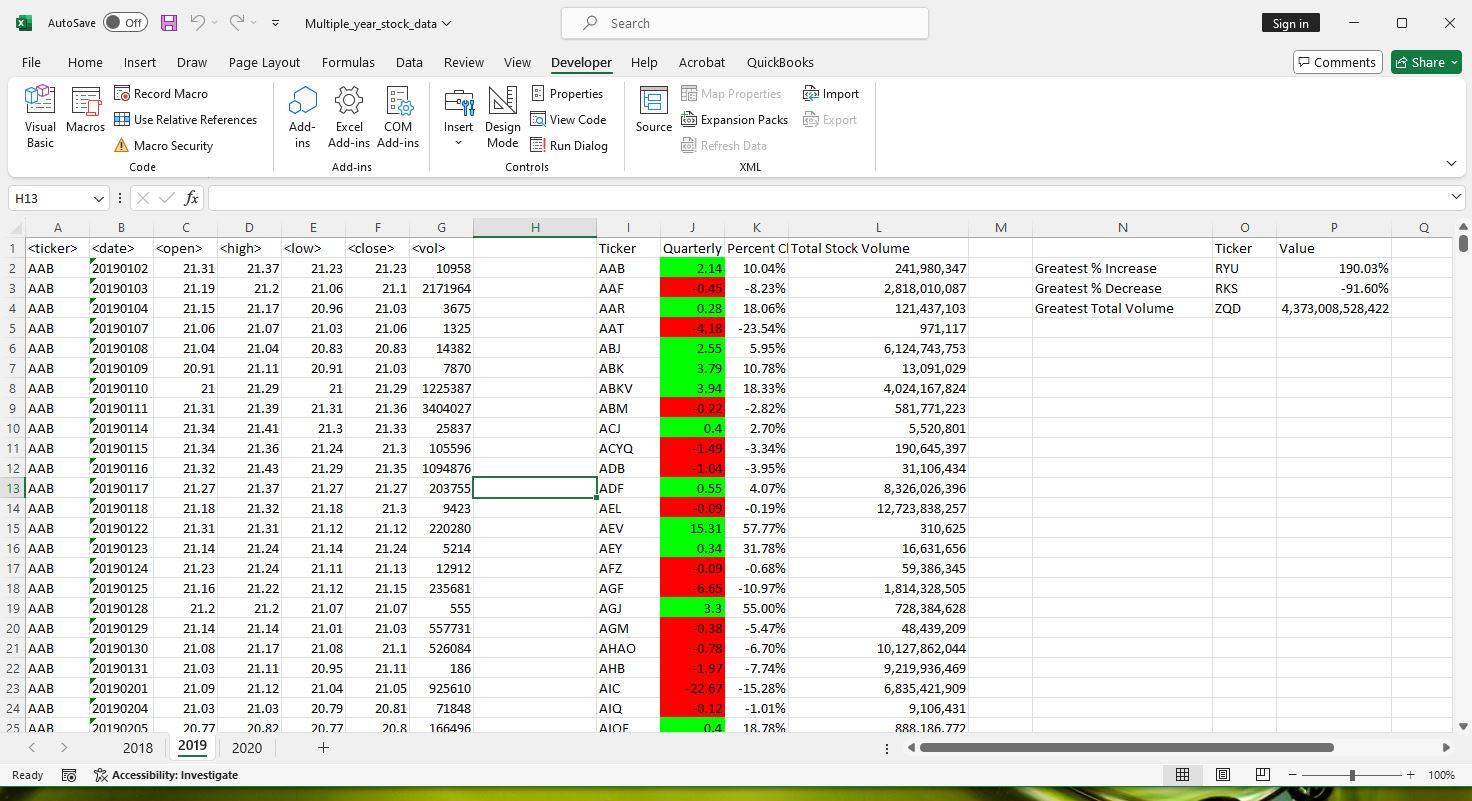 AutoSave Off Multiple_year_stock_data Search Sign in
File Home Insert Draw Page Layout Formulas Data Review View Developer Help Acrobat QuickBooks Comments Share
Visual Basic
Macros
Record Macro
Use Relative References
Macro Security
Code
Add-ins
Excel Add-ins
COM Add-ins
Add-ins
Insert
Design Mode
Properties
View Code
Run Dialog
Controls
Source
Map Properties
Expansion Packs
Refresh Data
Import
Export
XML
H13 fx
A B C D E F G H I J K L M N O P Q
1 <ticker> <date> <open> <high> <low> <close> <vol> Ticker Quarterly Percent Cl Total Stock Volume Ticker Value
2 AAB 20190102 21.31 21.37 21.23 21.23 10958 AAB 2.14 10.04% 241,980,347 Greatest % Increase RYU 190.03%
3 AAB 20190103 21.19 21.2 21.06 21.1 2171964 AAF -0.45 -8.23% 2,818,010,087 Greatest % Decrease RKS -91.60%
4 AAB 20190104 21.15 21.17 20.96 21.03 3675 AAR 0.28 18.06% 121,437,103 Greatest Total Volume ZQD 4,373,008,528,422
5 AAB 20190107 21.06 21.07 21.03 21.06 1325 AAT -4.18 -23.54% 971,117
6 AAB 20190108 21.04 21.04 20.83 20.83 14382 ABJ 2.55 5.95% 6,124,743,753
7 AAB 20190109 20.91 21.11 20.91 21.03 7870 ABK 3.79 10.78% 13,091,029
8 AAB 20190110 21 21.29 21 21.29 1225387 ABKV 3.94 18.33% 4,024,167,824
9 AAB 20190111 21.31 21.39 21.31 21.36 3404027 ABM -0.22 -2.82% 581,771,223
10 AAB 20190114 21.34 21.41 21.3 21.33 25837 ACJ 0.4 2.70% 5,520,801
11 AAB 20190115 21.34 21.36 21.24 21.3 105596 ACYQ -1.49 -3.34% 190,645,397
12 AAB 20190116 21.32 21.43 21.29 21.35 1094876 ADB -1.04 -3.95% 31,106,434
13 AAB 20190117 21.27 21.37 21.27 21.27 203755 ADF 0.55 4.07% 8,326,026,396
14 AAB 20190118 21.18 21.32 21.18 21.3 9423 AEL -0.09 -0.19% 12,723,838,257
15 AAB 20190122 21.31 21.31 21.12 21.12 220280 AEV 15.31 57.77% 310,625
16 AAB 20190123 21.14 21.24 21.14 21.24 5214 AEY 0.34 31.78% 16,631,656
17 AAB 20190124 21.23 21.24 21.11 21.13 12912 AFZ -0.09 -0.68% 59,386,345
18 AAB 20190125 21.16 21.22 21.12 21.15 235681 AGF -6.65 -10.97% 1,814,328,505
19 AAB 20190128 21.2 21.2 21.07 21.07 555 AGJ 3.3 55.00% 728,384,628
20 AAB 20190129 21.14 21.14 21.01 21.03 557731 AGM -0.38 -5.47% 48,439,209
21 AAB 20190130 21.08 21.17 21.08 21.1 526084 AHAO -0.78 -6.70% 10,127,862,044
22 AAB 20190131 21.03 21.11 20.95 21.11 186 AHB -1.97 -7.74% 9,219,936,469
23 AAB 20190201 21.09 21.12 21.04 21.05 925610 AIC -22.67 -15.28% 6,835,421,909
24 AAB 20190204 21.03 21.03 20.79 20.81 71848 AIQ -0.12 -1.01% 9,106,431
25 AAB 20190205 20.77 20.82 20.77 20.8 166496 0.4 18.78% 888,186,772
2018 2019 2020
Ready Accessibility: Investigate 100%